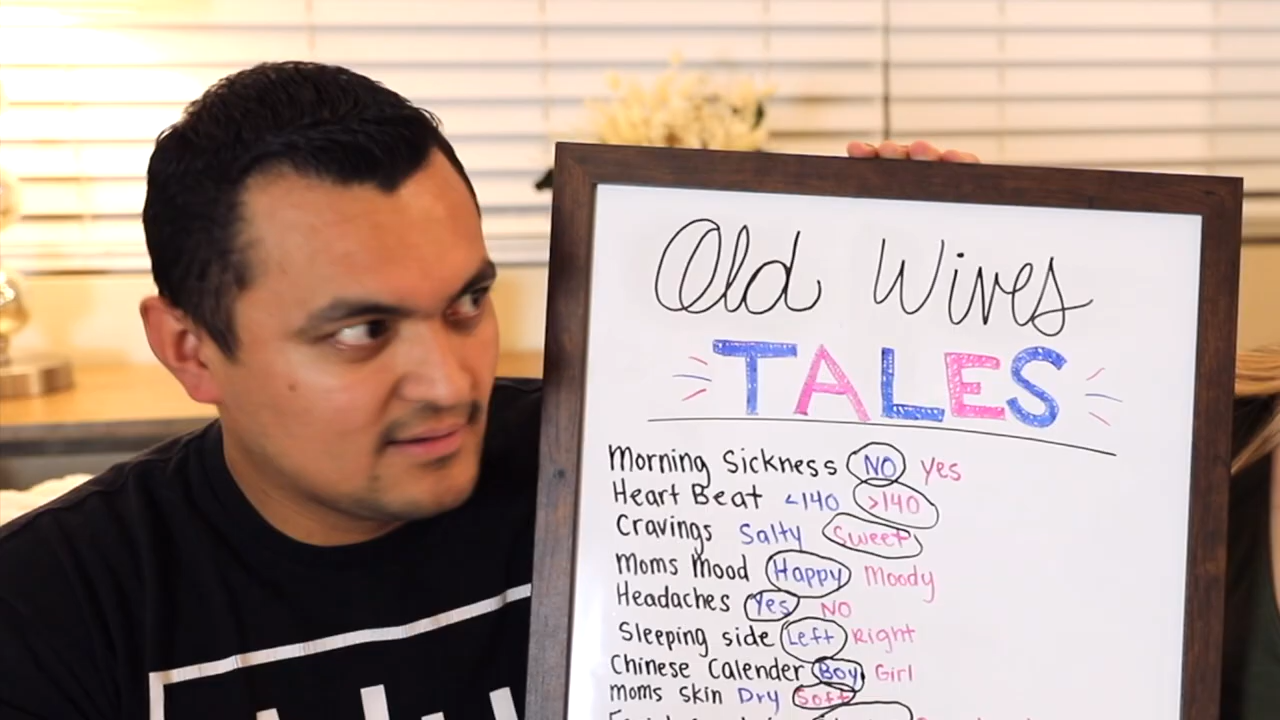 Old Wives
TALES
Morning Sickness NO Yes
Heart Beat <140 >140
Cravings Salty Sweet
Moms Mood Happy Moody
Headaches Yes NO
Sleeping side Left Right
Chinese Calender Boy Girl
Moms Skin Dry Soft